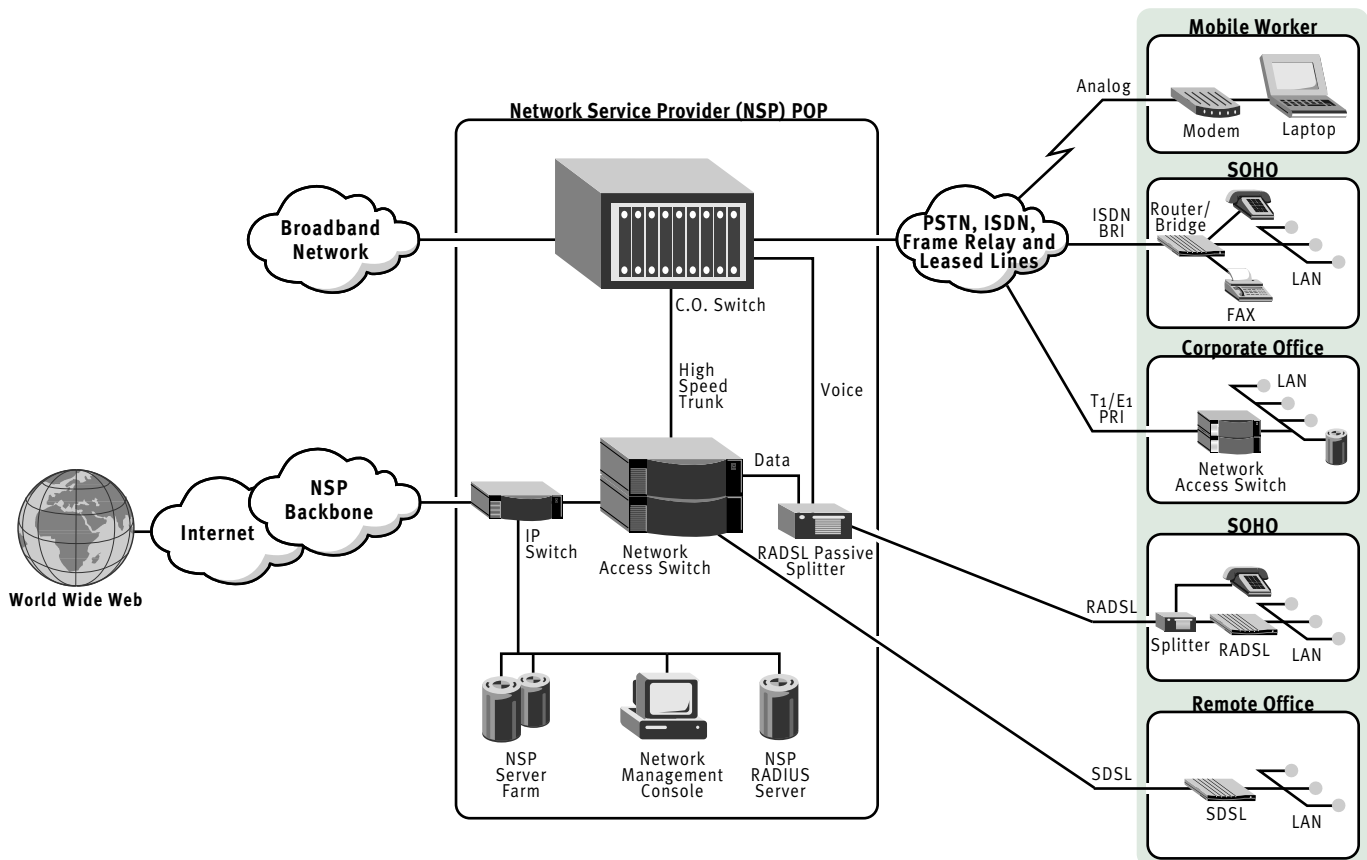 Mobile Worker
Analog
Modem
Laptop
Network Service Provider (NSP) POP
SOHO
Broadband
Network
PSTN, ISDN,
Frame Relay and
Leased Lines
ISDN
BRI
Router/
Bridge
LAN
FAX
C.O. Switch
Corporate Office
High
Speed
Trunk
Voice
T1/E1
PRI
LAN
Network
Access Switch
Data
NSP
Backbone
Internet
World Wide Web
IP
Switch
Network
Access Switch
RADSL Passive
Splitter
SOHO
RADSL
Splitter
RADSL
LAN
NSP
Server
Farm
Network
Management
Console
NSP
RADIUS
Server
Remote Office
SDSL
SDSL
LAN